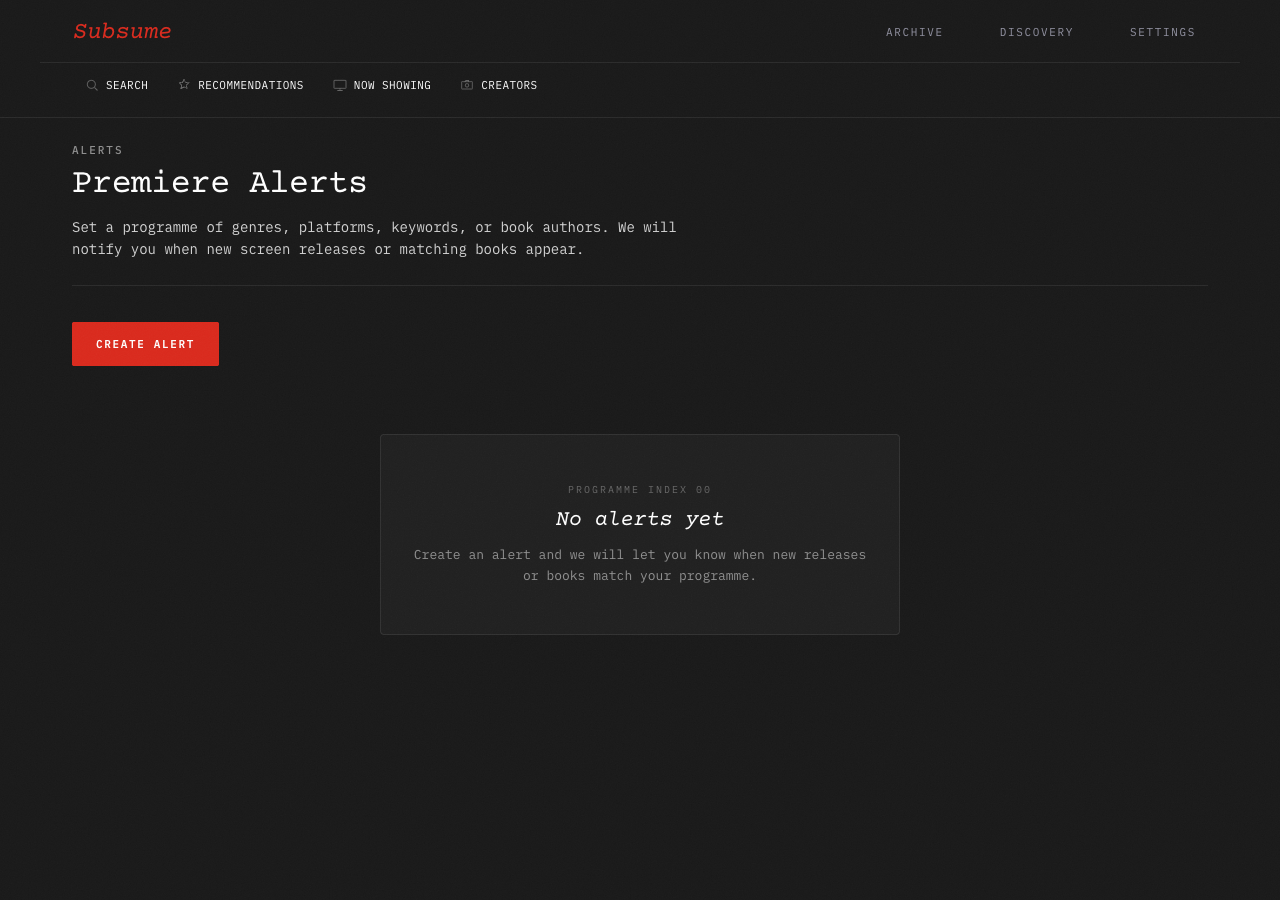 Subsume
ARCHIVE DISCOVERY SETTINGS
SEARCH RECOMMENDATIONS NOW SHOWING CREATORS
ALERTS
Premiere Alerts
Set a programme of genres, platforms, keywords, or book authors. We will
notify you when new screen releases or matching books appear.
CREATE ALERT
PROGRAMME INDEX 00
No alerts yet
Create an alert and we will let you know when new releases
or books match your programme.